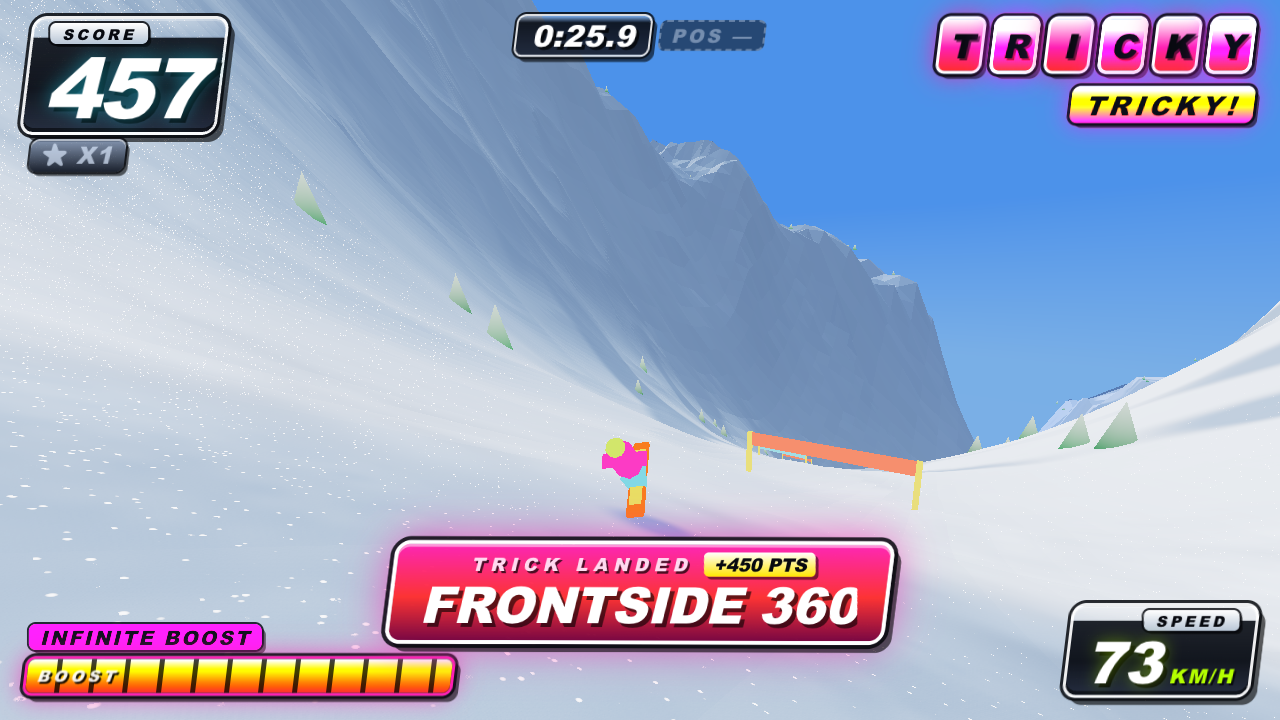 SCORE
457
X1
0:25.9
POS —
TRICKY
TRICKY!
TRICK LANDED +450 PTS
FRONTSIDE 360
INFINITE BOOST
BOOST
SPEED
73 KM/H